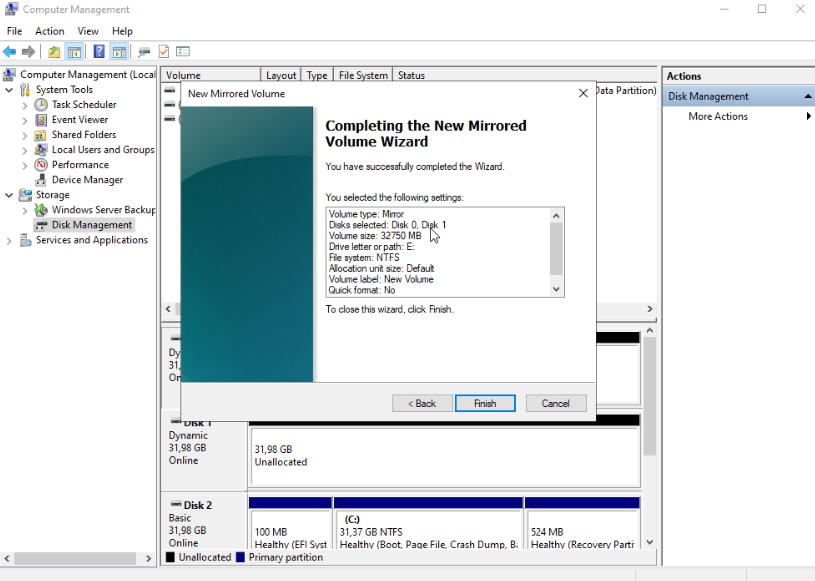 Computer Management
File Action View Help
Computer Management (Local
System Tools
Task Scheduler
Event Viewer
Shared Folders
Local Users and Groups
Performance
Device Manager
Storage
Windows Server Backup
Disk Management
Services and Applications
Volume Layout Type File System Status
Data Partition)
New Mirrored Volume
Completing the New Mirrored
Volume Wizard
You have successfully completed the Wizard.
You selected the following settings:
Volume type: Mirror
Disks selected: Disk 0, Disk 1
Volume size: 32750 MB
Drive letter or path: E:
File system: NTFS
Allocation unit size: Default
Volume label: New Volume
Quick format: No
To close this wizard, click Finish.
< Back Finish Cancel
Dy
31,
On
Disk 1
Dynamic
31,98 GB
Online
31,98 GB
Unallocated
Disk 2
Basic
31,98 GB
Online
100 MB
Healthy (EFI Syst
(C:)
31,37 GB NTFS
Healthy (Boot, Page File, Crash Dump, Ba
524 MB
Healthy (Recovery Parti
Unallocated Primary partition
Actions
Disk Management
More Actions